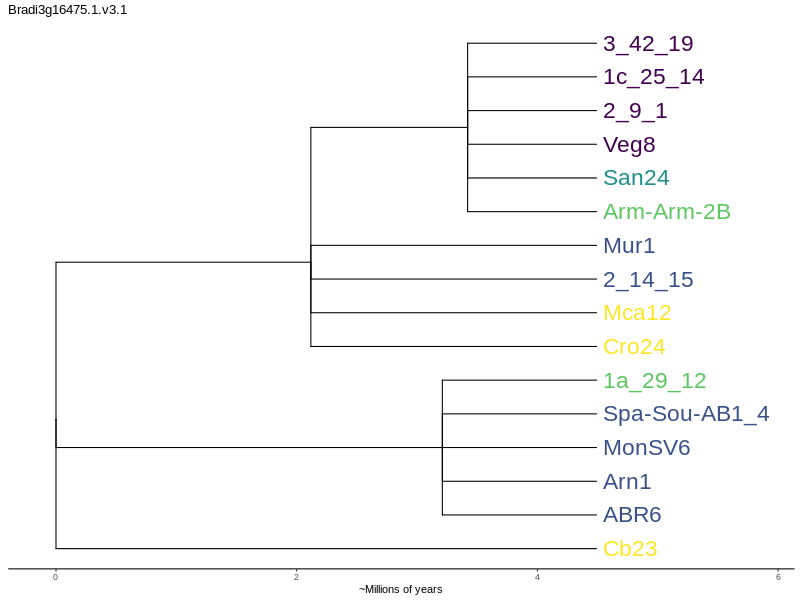 Bradi3g16475.1.v3.1
3_42_19
1c_25_14
2_9_1
Veg8
San24
Arm-Arm-2B
Mur1
2_14_15
Mca12
Cro24
1a_29_12
Spa-Sou-AB1_4
MonSV6
Arn1
ABR6
Cb23
0 2 4 6
~Millions of years